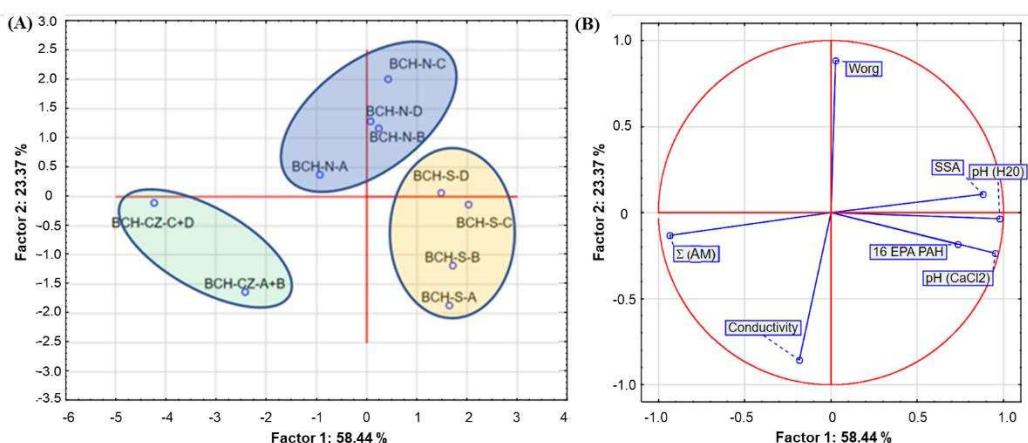 (A)
3.0
2.5
2.0
1.5
1.0
0.5
0
-0.5
-1.0
-1.5
-2.0
-2.5
3.0
-3.5
Factor 2: 23.37 %
BCH-N-C
BCH-N-D
BCH-N-B
BCH-N-A
BCH-S-D
BCH-S-C
BCH-CZ-C+D
BCH-S-B
BCH-CZ-A+B
BCH-S-A
-6
-5
-4
-3
-2
-1
0
1
2
3
4
Factor 1: 58.44 %
(B)
1.0
0.5
0
-0.5
-1.0
Factor 2: 23.37 %
Worg
SSA
pH (H20)
16 EPA PAH
Σ (AM)
pH (CaCl2)
Conductivity
-1.0
-0.5
0
0.5
1.0
Factor 1: 58.44 %